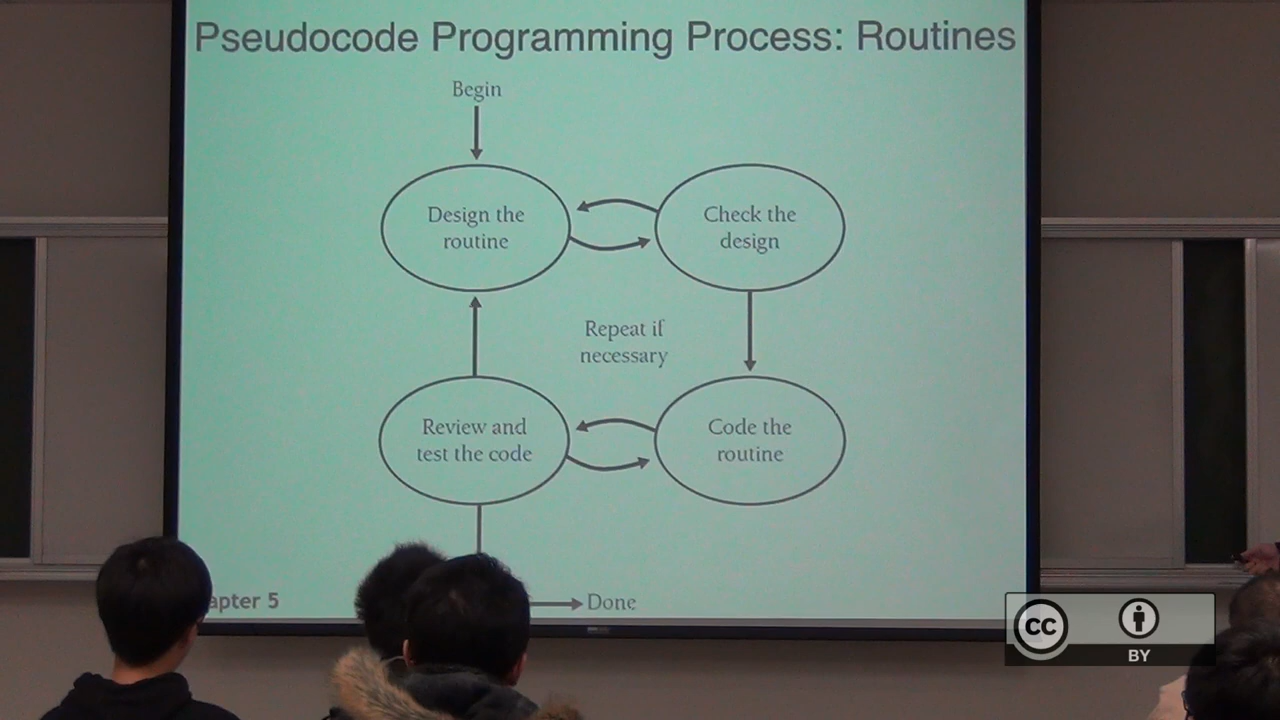 Pseudocode Programming Process: Routines
Begin
Design the
routine
Check the
design
Repeat if
necessary
Review and
test the code
Code the
routine
apter 5
Done
CC
BY